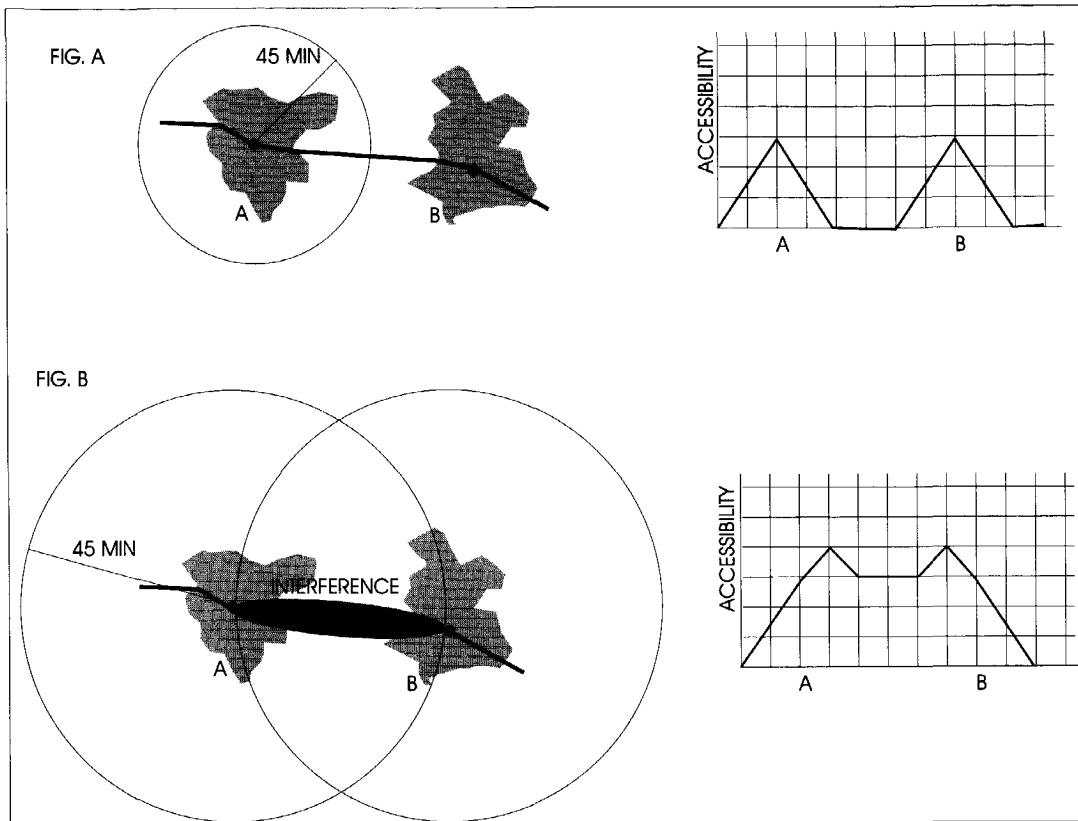 FIG. A
45 MIN
A
B
ACCESSIBILITY
A
B
FIG. B
45 MIN
INTERFERENCE
A
B
ACCESSIBILITY
A
B